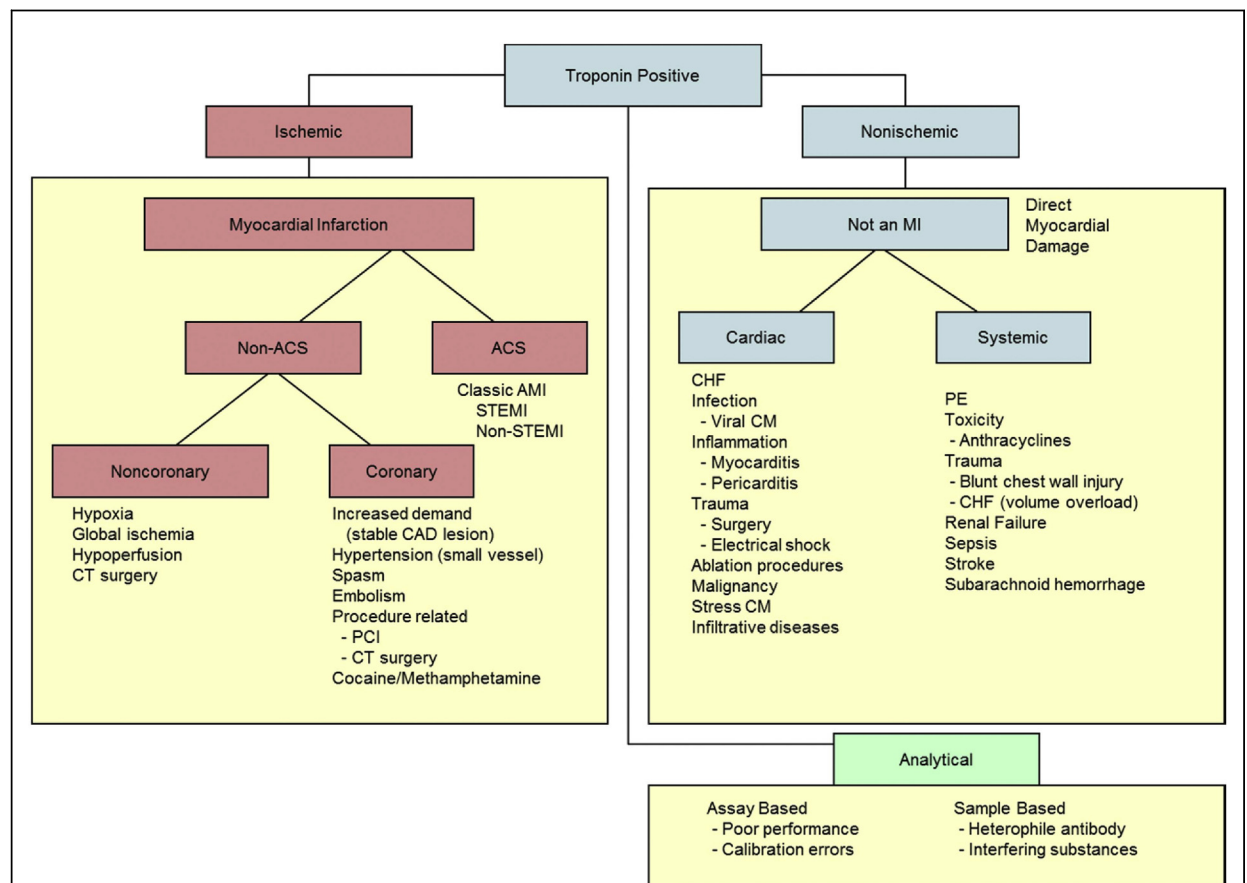 Troponin Positive
Ischemic
Nonischemic
Myocardial Infarction
Not an MI
Direct
Myocardial
Damage
Non-ACS
ACS
Cardiac
Systemic
Classic AMI
STEMI
Non-STEMI
Noncoronary
Coronary
Hypoxia
Global ischemia
Hypoperfusion
CT surgery
Increased demand
(stable CAD lesion)
Hypertension (small vessel)
Spasm
Embolism
Procedure related
- PCI
- CT surgery
Cocaine/Methamphetamine
CHF
Infection
- Viral CM
Inflammation
- Myocarditis
- Pericarditis
Trauma
- Surgery
- Electrical shock
Ablation procedures
Malignancy
Stress CM
Infiltrative diseases
PE
Toxicity
- Anthracyclines
Trauma
- Blunt chest wall injury
- CHF (volume overload)
Renal Failure
Sepsis
Stroke
Subarachnoid hemorrhage
Analytical
Assay Based
- Poor performance
- Calibration errors
Sample Based
- Heterophile antibody
- Interfering substances